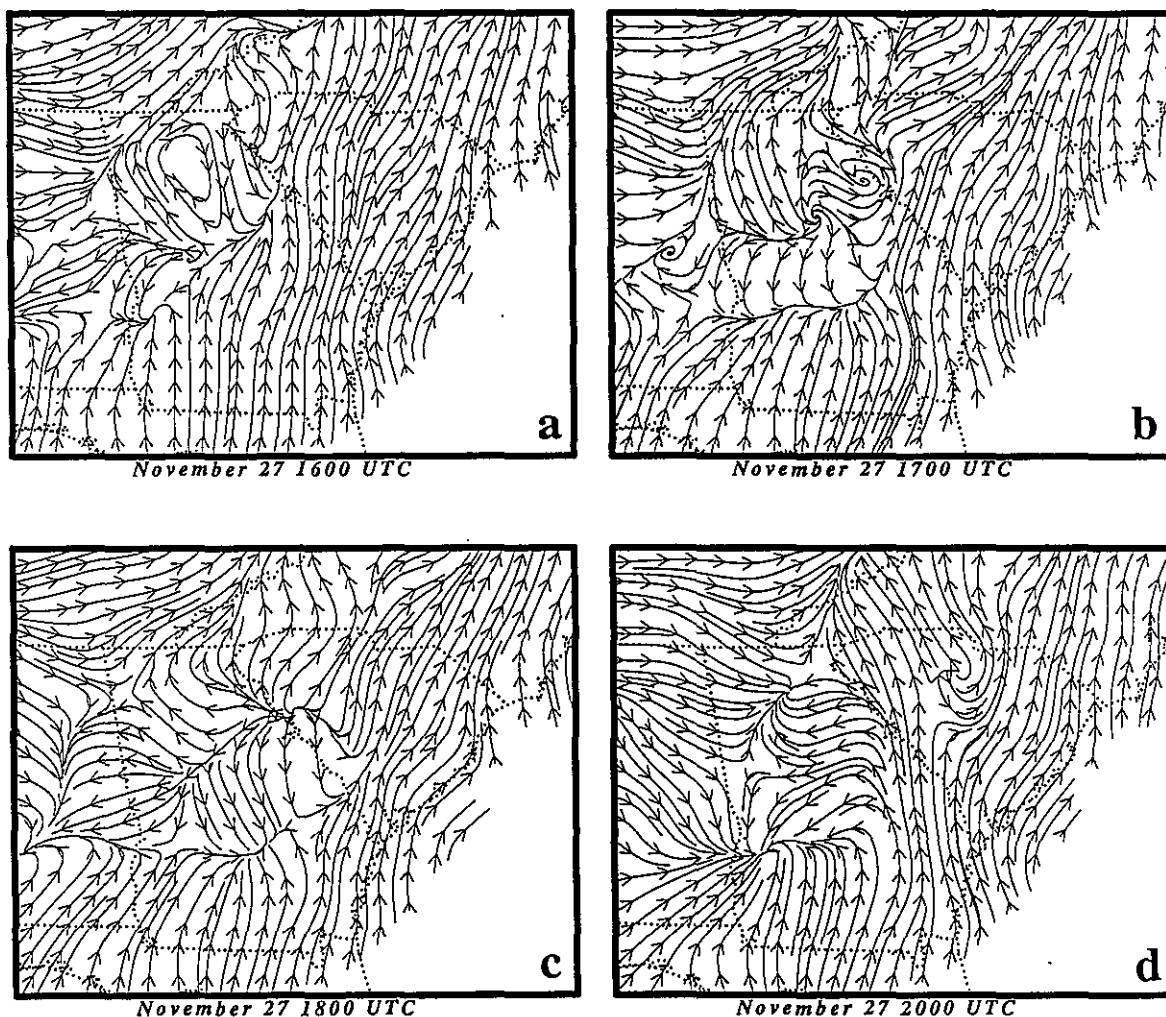 a
November 27 1600 UTC
b
November 27 1700 UTC
c
November 27 1800 UTC
d
November 27 2000 UTC